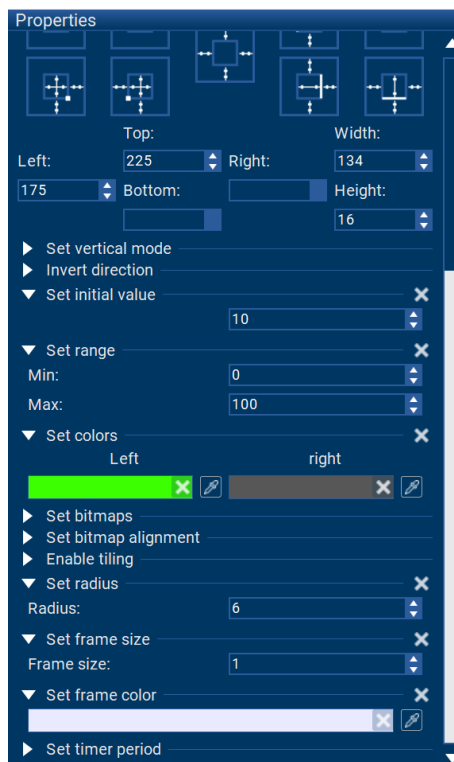 Properties
Top: Width:
Left: 225 Right: 134
175 Bottom: Height:
16
Set vertical mode
Invert direction
Set initial value
10
Set range
Min: 0
Max: 100
Set colors
Left right
Set bitmaps
Set bitmap alignment
Enable tiling
Set radius
Radius: 6
Set frame size
Frame size: 1
Set frame color
Set timer period